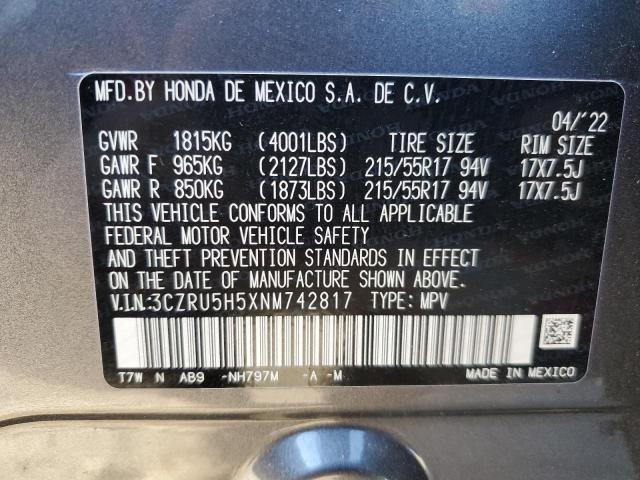 MFD.BY HONDA DE MEXICO S.A. DE C.V.
04/'22
GVWR 1815KG (4001LBS) TIRE SIZE RIM SIZE
GAWR F 965KG (2127LBS) 215/55R17 94V 17X7.5J
GAWR R 850KG (1873LBS) 215/55R17 94V 17X7.5J
THIS VEHICLE CONFORMS TO ALL APPLICABLE
FEDERAL MOTOR VEHICLE SAFETY
AND THEFT PREVENTION STANDARDS IN EFFECT
ON THE DATE OF MANUFACTURE SHOWN ABOVE.
V.I.N:3CZRU5H5XNM742817 TYPE: MPV
T7W N AB9 -NH797M -A -M MADE IN MEXICO